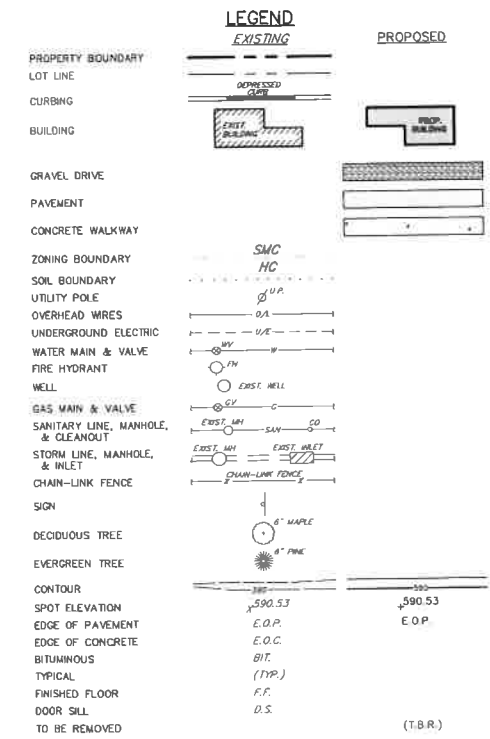 LEGEND
EXISTING PROPOSED
PROPERTY BOUNDARY
LOT LINE
CURBING DEPRESSED CURB
BUILDING EXIST. BUILDING PROP. BUILDING
GRAVEL DRIVE
PAVEMENT
CONCRETE WALKWAY
ZONING BOUNDARY SMC
HC
SOIL BOUNDARY
UTILITY POLE U.P.
OVERHEAD WIRES O/L
UNDERGROUND ELECTRIC U/E
WATER MAIN & VALVE WV W
FIRE HYDRANT FH
WELL EXIST. WELL
GAS MAIN & VALVE GV G
SANITARY LINE, MANHOLE, & CLEANOUT EXIST. MH SAN CO
STORM LINE, MANHOLE, & INLET EXIST. MH EXIST. INLET
CHAIN-LINK FENCE CHAIN-LINK FENCE
SIGN
DECIDUOUS TREE 6" MAPLE
EVERGREEN TREE 6" PINE
CONTOUR 590 590
SPOT ELEVATION 590.53 590.53
EDGE OF PAVEMENT E.O.P. E.O.P.
EDGE OF CONCRETE E.O.C.
BITUMINOUS BIT.
TYPICAL (TYP.)
FINISHED FLOOR F.F.
DOOR SILL D.S.
TO BE REMOVED (T.B.R.)